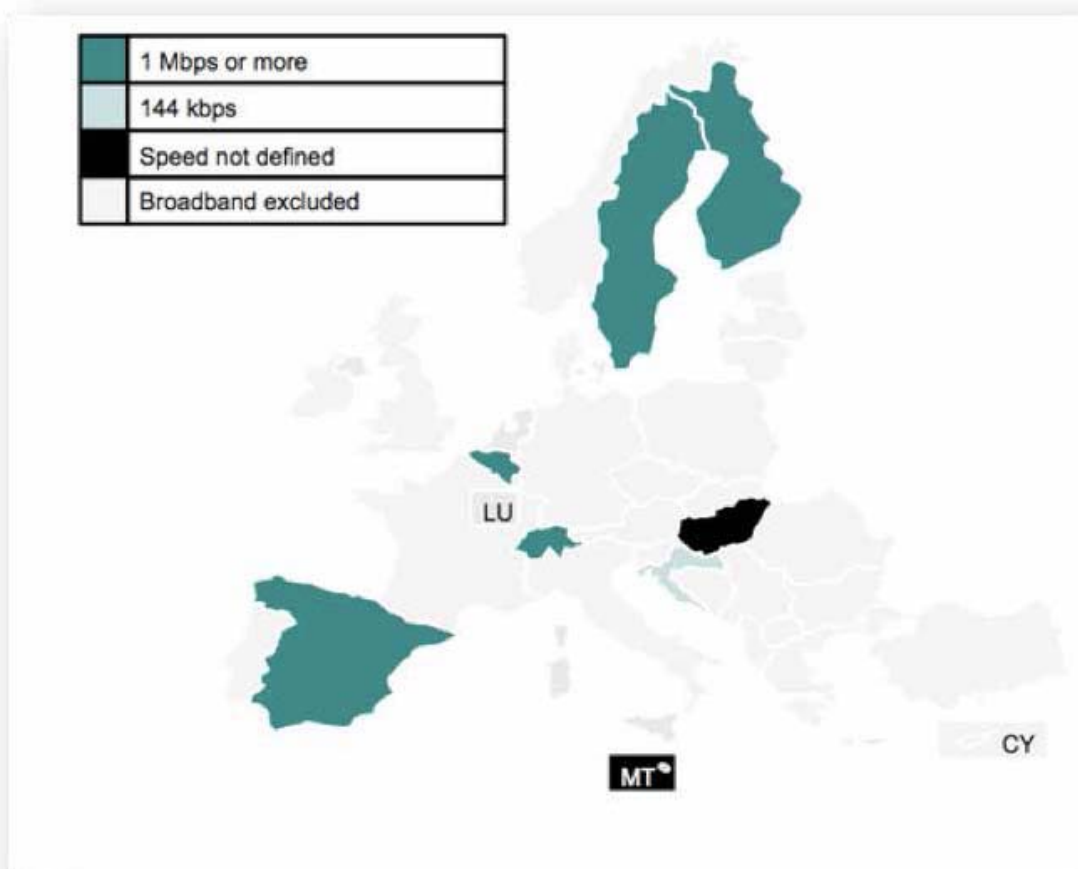 1 Mbps or more
144 kbps
Speed not defined
Broadband excluded
LU
CY
MT